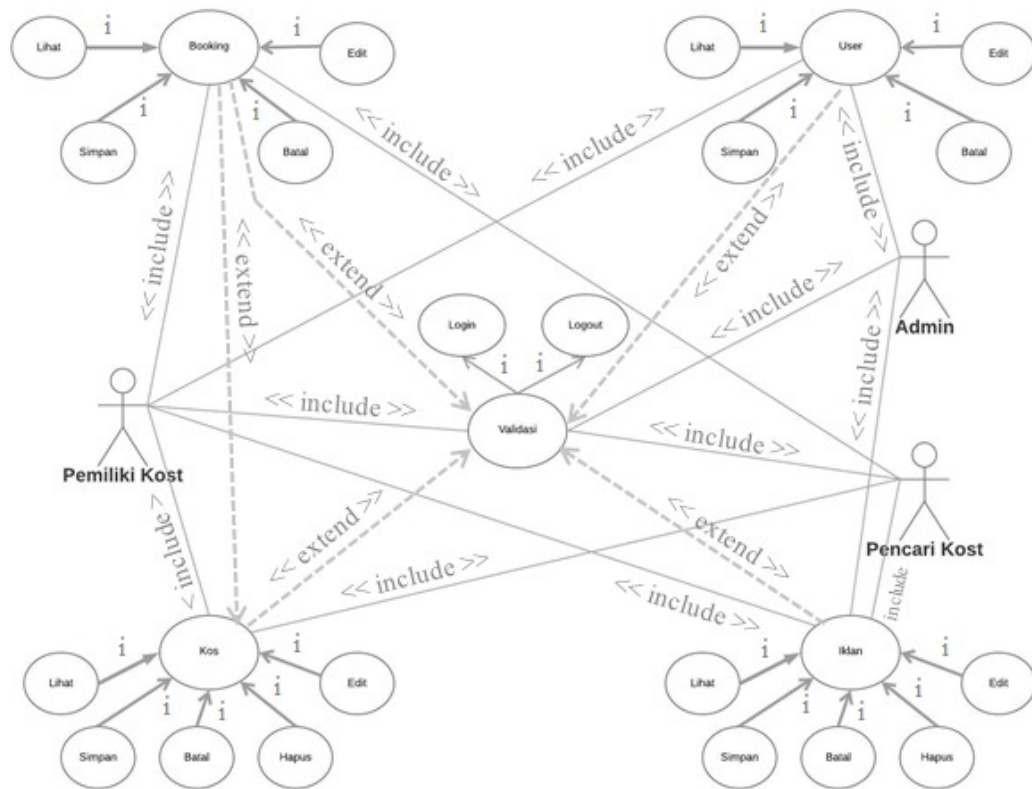 Lihat
i
Booking
i
Edit
Simpan
i
i
Batal
Lihat
i
User
i
Edit
Simpan
i
i
Batal
<< include >>
<< extend >>
<< extend >>
<< include >>
<< include >>
<< extend >>
<< include >>
Admin
<< include >>
<< include >>
Login
i
i
Logout
Validasi
<< include >>
<< include >>
Pemiliki Kost
Pencari Kost
< include >
<< extend >>
<< include >>
<< extend >>
<< include >>
include
Lihat
i
Kos
i
Edit
Simpan
i
Batal
i
i
Hapus
Lihat
i
Iklan
i
Edit
Simpan
i
Batal
i
i
Hapus